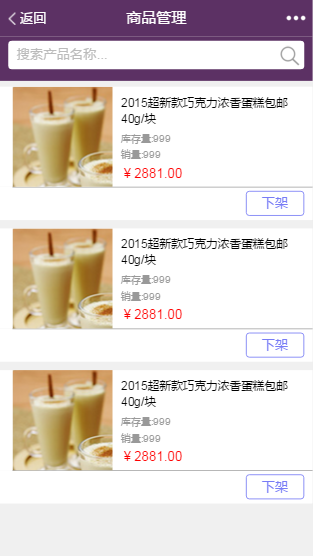 返回
商品管理
搜索产品名称...
2015超新款巧克力浓香蛋糕包邮
40g/块
库存量:999
销量:999
￥2881.00
下架
2015超新款巧克力浓香蛋糕包邮
40g/块
库存量:999
销量:999
￥2881.00
下架
2015超新款巧克力浓香蛋糕包邮
40g/块
库存量:999
销量:999
￥2881.00
下架